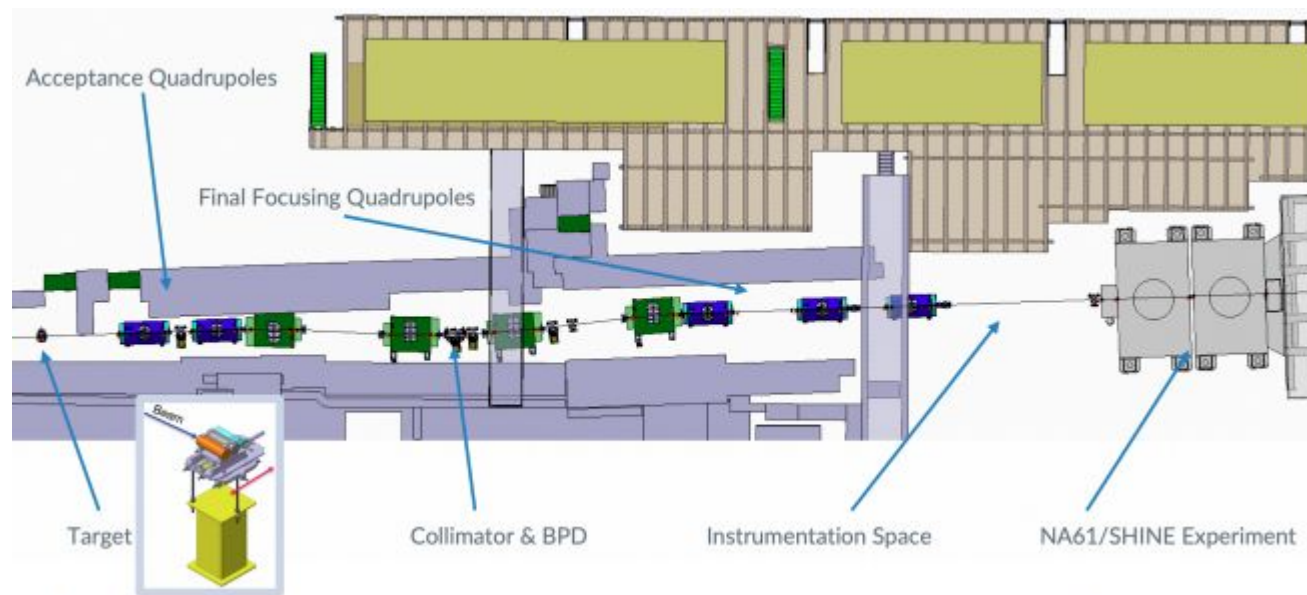 Acceptance Quadrupoles
Final Focusing Quadrupoles
Beam
Target
Collimator & BPD
Instrumentation Space
NA61/SHINE Experiment